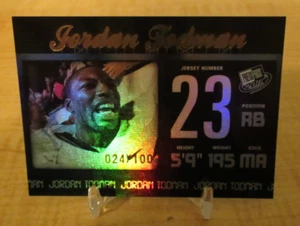 Jordan Todman
JERSEY NUMBER
23
POSITION
RB
024/100
HEIGHT WEIGHT
5'9" 195 MA
JORDAN TODMAN JORDAN TODMAN JORDAN TODMAN